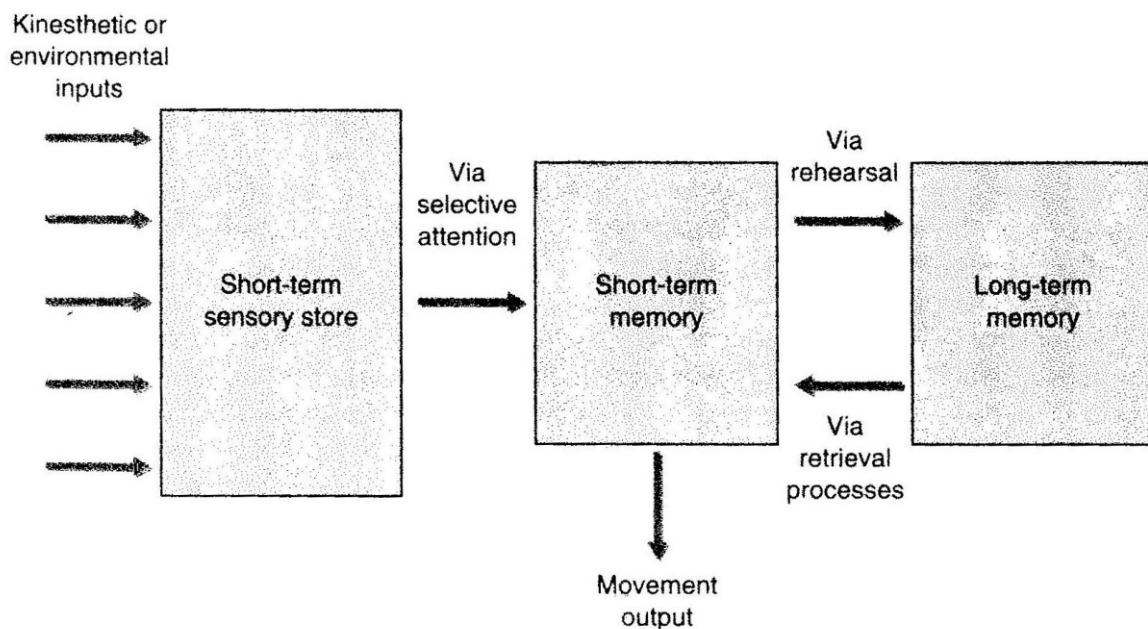 Kinesthetic or
environmental
inputs
Short-term
sensory store
Via
selective
attention
Short-term
memory
Via
rehearsal
Long-term
memory
Via
retrieval
processes
Movement
output